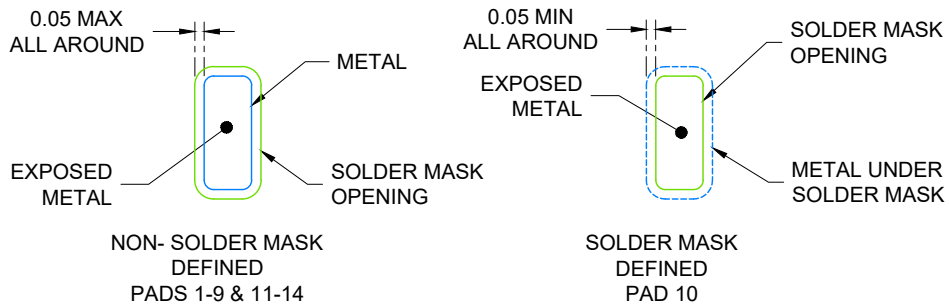 0.05 MAX
ALL AROUND
METAL
EXPOSED
METAL
SOLDER MASK
OPENING
NON- SOLDER MASK
DEFINED
PADS 1-9 & 11-14
0.05 MIN
ALL AROUND
SOLDER MASK
OPENING
EXPOSED
METAL
METAL UNDER
SOLDER MASK
SOLDER MASK
DEFINED
PAD 10